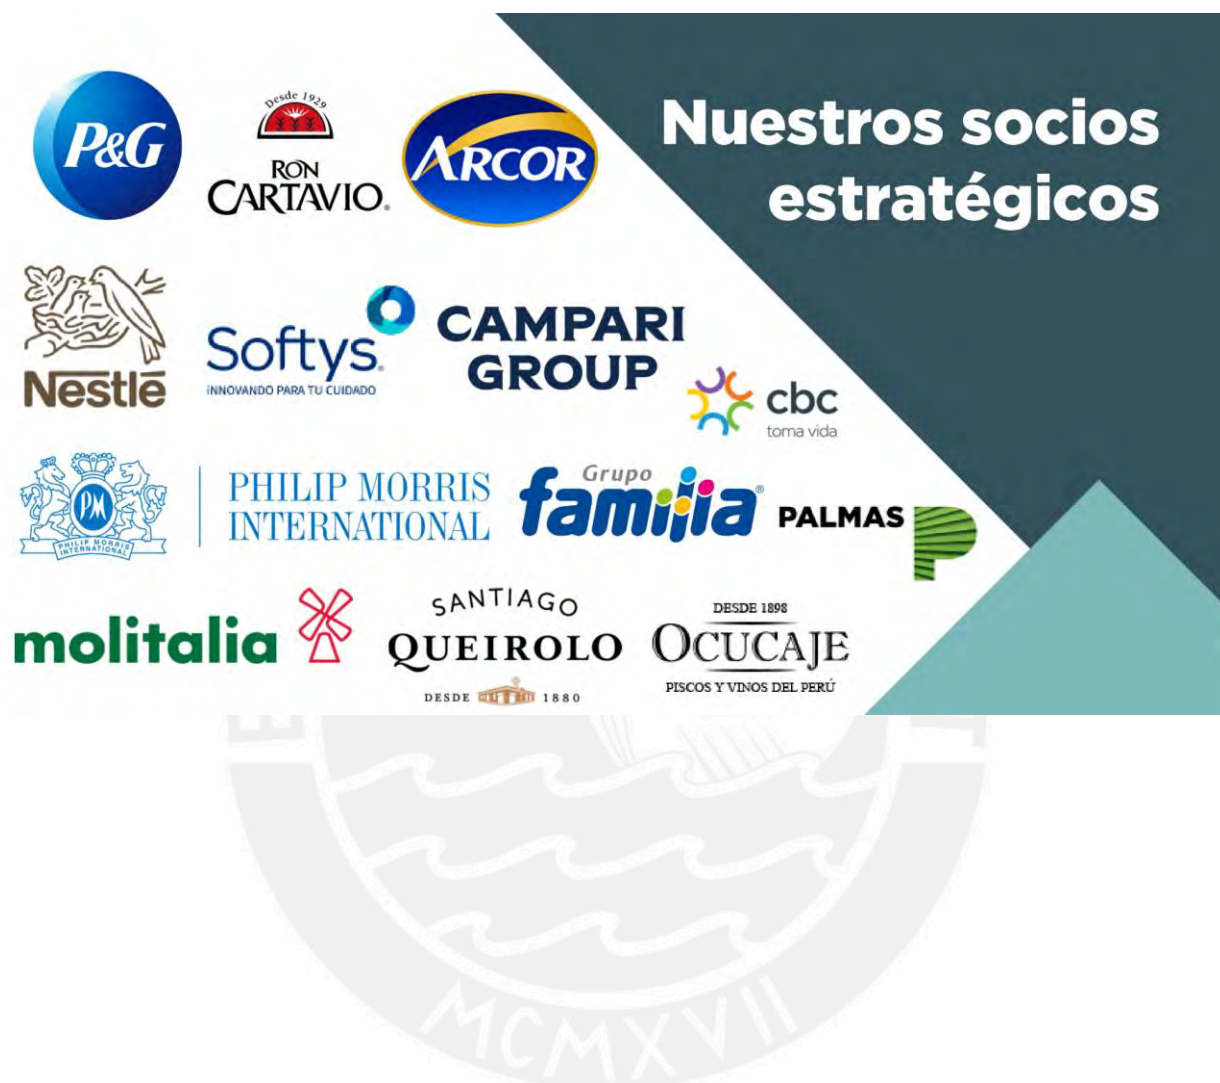 Nuestros socios
estratégicos
P&G
Desde 1929
RON
CARTAVIO
ARCOR
Nestlé
Softys
INNOVANDO PARA TU CUIDADO
CAMPARI
GROUP
cbc
toma vida
PM
PHILIP MORRIS
INTERNATIONAL
PHILIP MORRIS
INTERNATIONAL
Grupo
familia
PALMAS
molitalia
SANTIAGO
QUEIROLO
DESDE 1880
DESDE 1898
OCUCAJE
PISCOS Y VINOS DEL PERÚ
MCMXVII